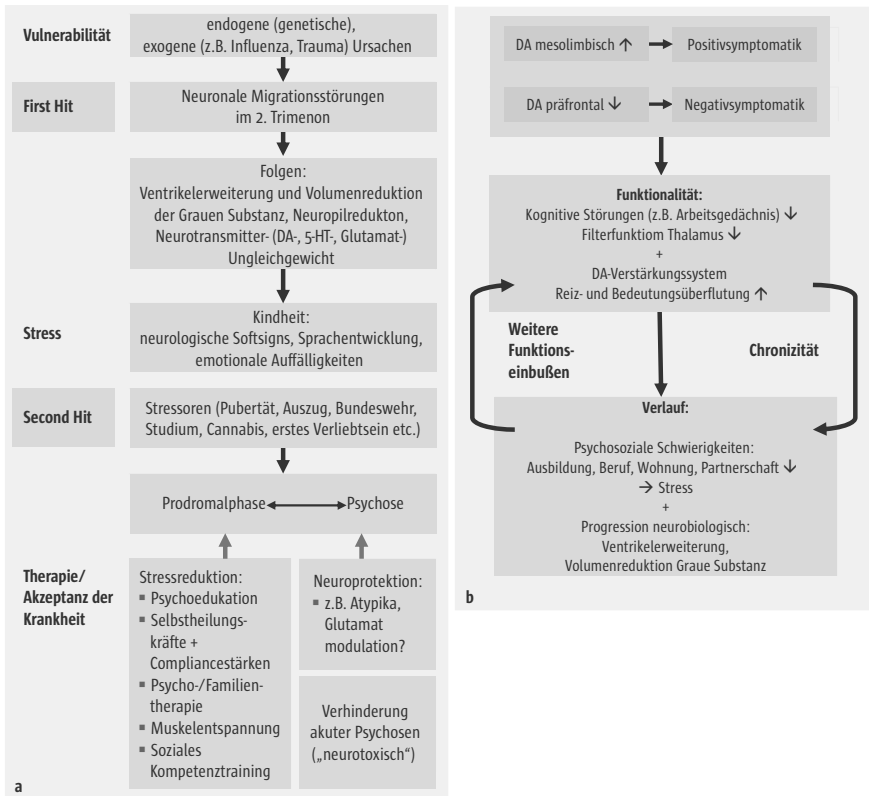 Vulnerabilität
endogene (genetische),
exogene (z.B. Influenza, Trauma) Ursachen
First Hit
Neuronale Migrationsstörungen
im 2. Trimenon
Folgen:
Ventrikelerweiterung und Volumenreduktion
der Grauen Substanz, Neuropilredukton,
Neurotransmitter- (DA-, 5-HT-, Glutamat-)
Ungleichgewicht
Stress
Kindheit:
neurologische Softsigns, Sprachentwicklung,
emotionale Auffälligkeiten
Second Hit
Stressoren (Pubertät, Auszug, Bundeswehr,
Studium, Cannabis, erstes Verliebtsein etc.)
Prodromalphase Psychose
Therapie/
Akzeptanz der
Krankheit
Stressreduktion:
▪ Psychoedukation
▪ Selbstheilungs-
kräfte +
Compliancestärken
▪ Psycho-/Familien-
therapie
▪ Muskelentspannung
▪ Soziales
Kompetenztraining
Neuroprotektion:
▪ z.B. Atypika,
Glutamat
modulation?
Verhinderung
akuter Psychosen
(„neurotoxisch“)
a
DA mesolimbisch ↑ → Positivsymptomatik
DA präfrontal ↓ → Negativsymptomatik
Funktionalität:
Kognitive Störungen (z.B. Arbeitsgedächnis) ↓
Filterfunktiom Thalamus ↓
+
DA-Verstärkungssystem
Reiz- und Bedeutungsüberflutung ↑
Weitere
Funktions-
einbußen
Chronizität
Verlauf:
Psychosoziale Schwierigkeiten:
Ausbildung, Beruf, Wohnung, Partnerschaft ↓
→ Stress
+
Progression neurobiologisch:
Ventrikelerweiterung,
Volumenreduktion Graue Substanz
b